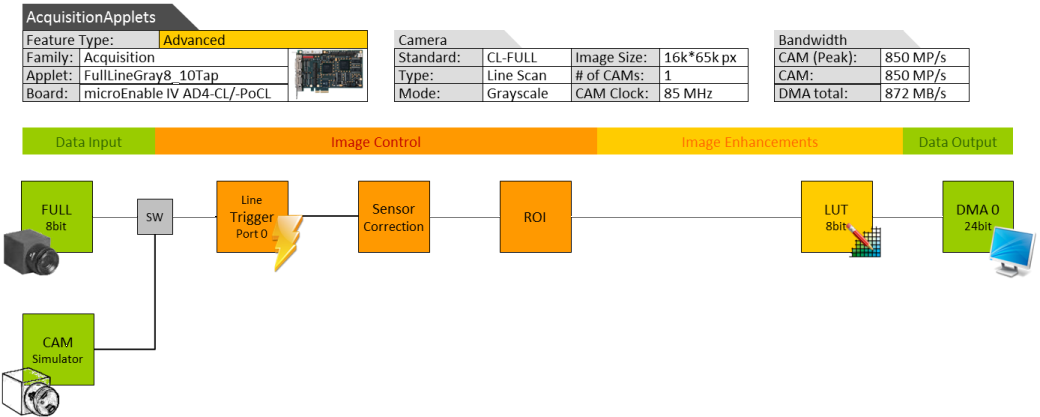 AcquisitionApplets
Feature Type: Advanced
Family: Acquisition
Applet: FullLineGray8_10Tap
Board: microEnable IV AD4-CL/-PoCL
Camera
Standard: CL-FULL Image Size: 16k*65k px
Type: Line Scan # of CAMs: 1
Mode: Grayscale CAM Clock: 85 MHz
Bandwidth
CAM (Peak): 850 MP/s
CAM: 850 MP/s
DMA total: 872 MB/s
Data Input Image Control Image Enhancements Data Output
FULL
8bit
SW
Line
Trigger
Port 0
Sensor
Correction
ROI
LUT
8bit
DMA 0
24bit
CAM
Simulator